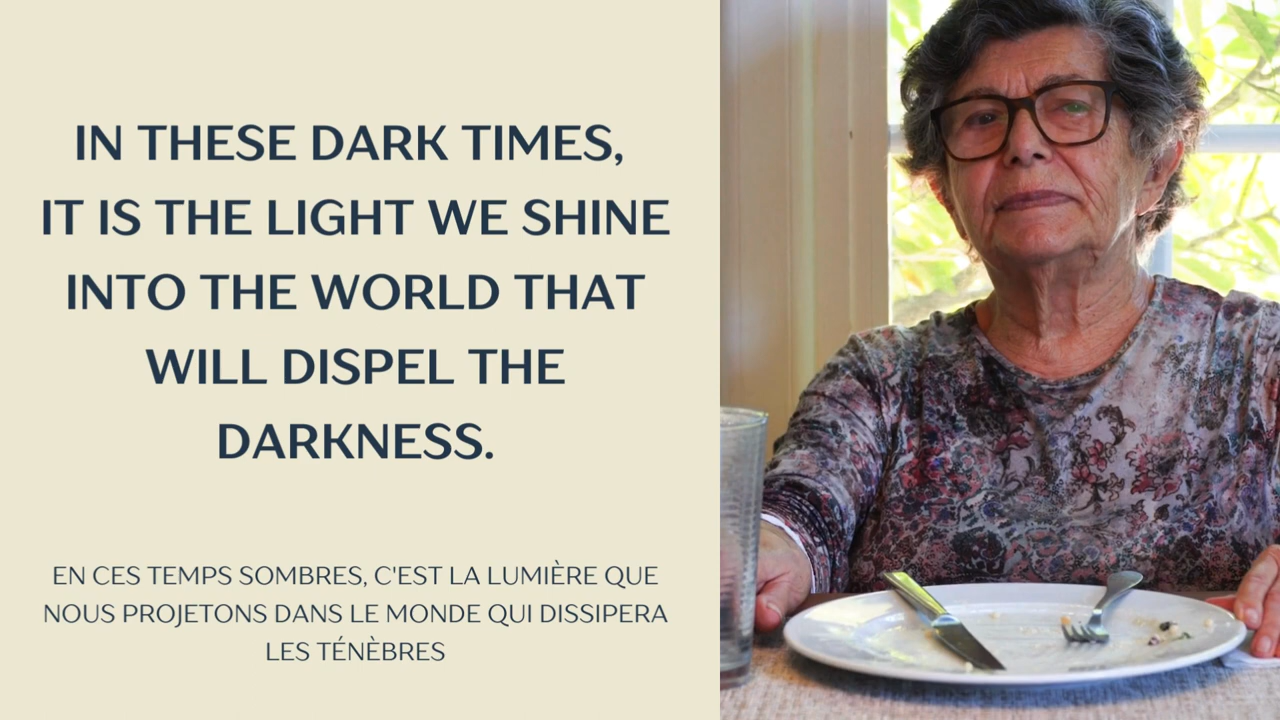 IN THESE DARK TIMES,
IT IS THE LIGHT WE SHINE
INTO THE WORLD THAT
WILL DISPEL THE
DARKNESS.
EN CES TEMPS SOMBRES, C'EST LA LUMIÈRE QUE
NOUS PROJETONS DANS LE MONDE QUI DISSIPERA
LES TÉNÈBRES